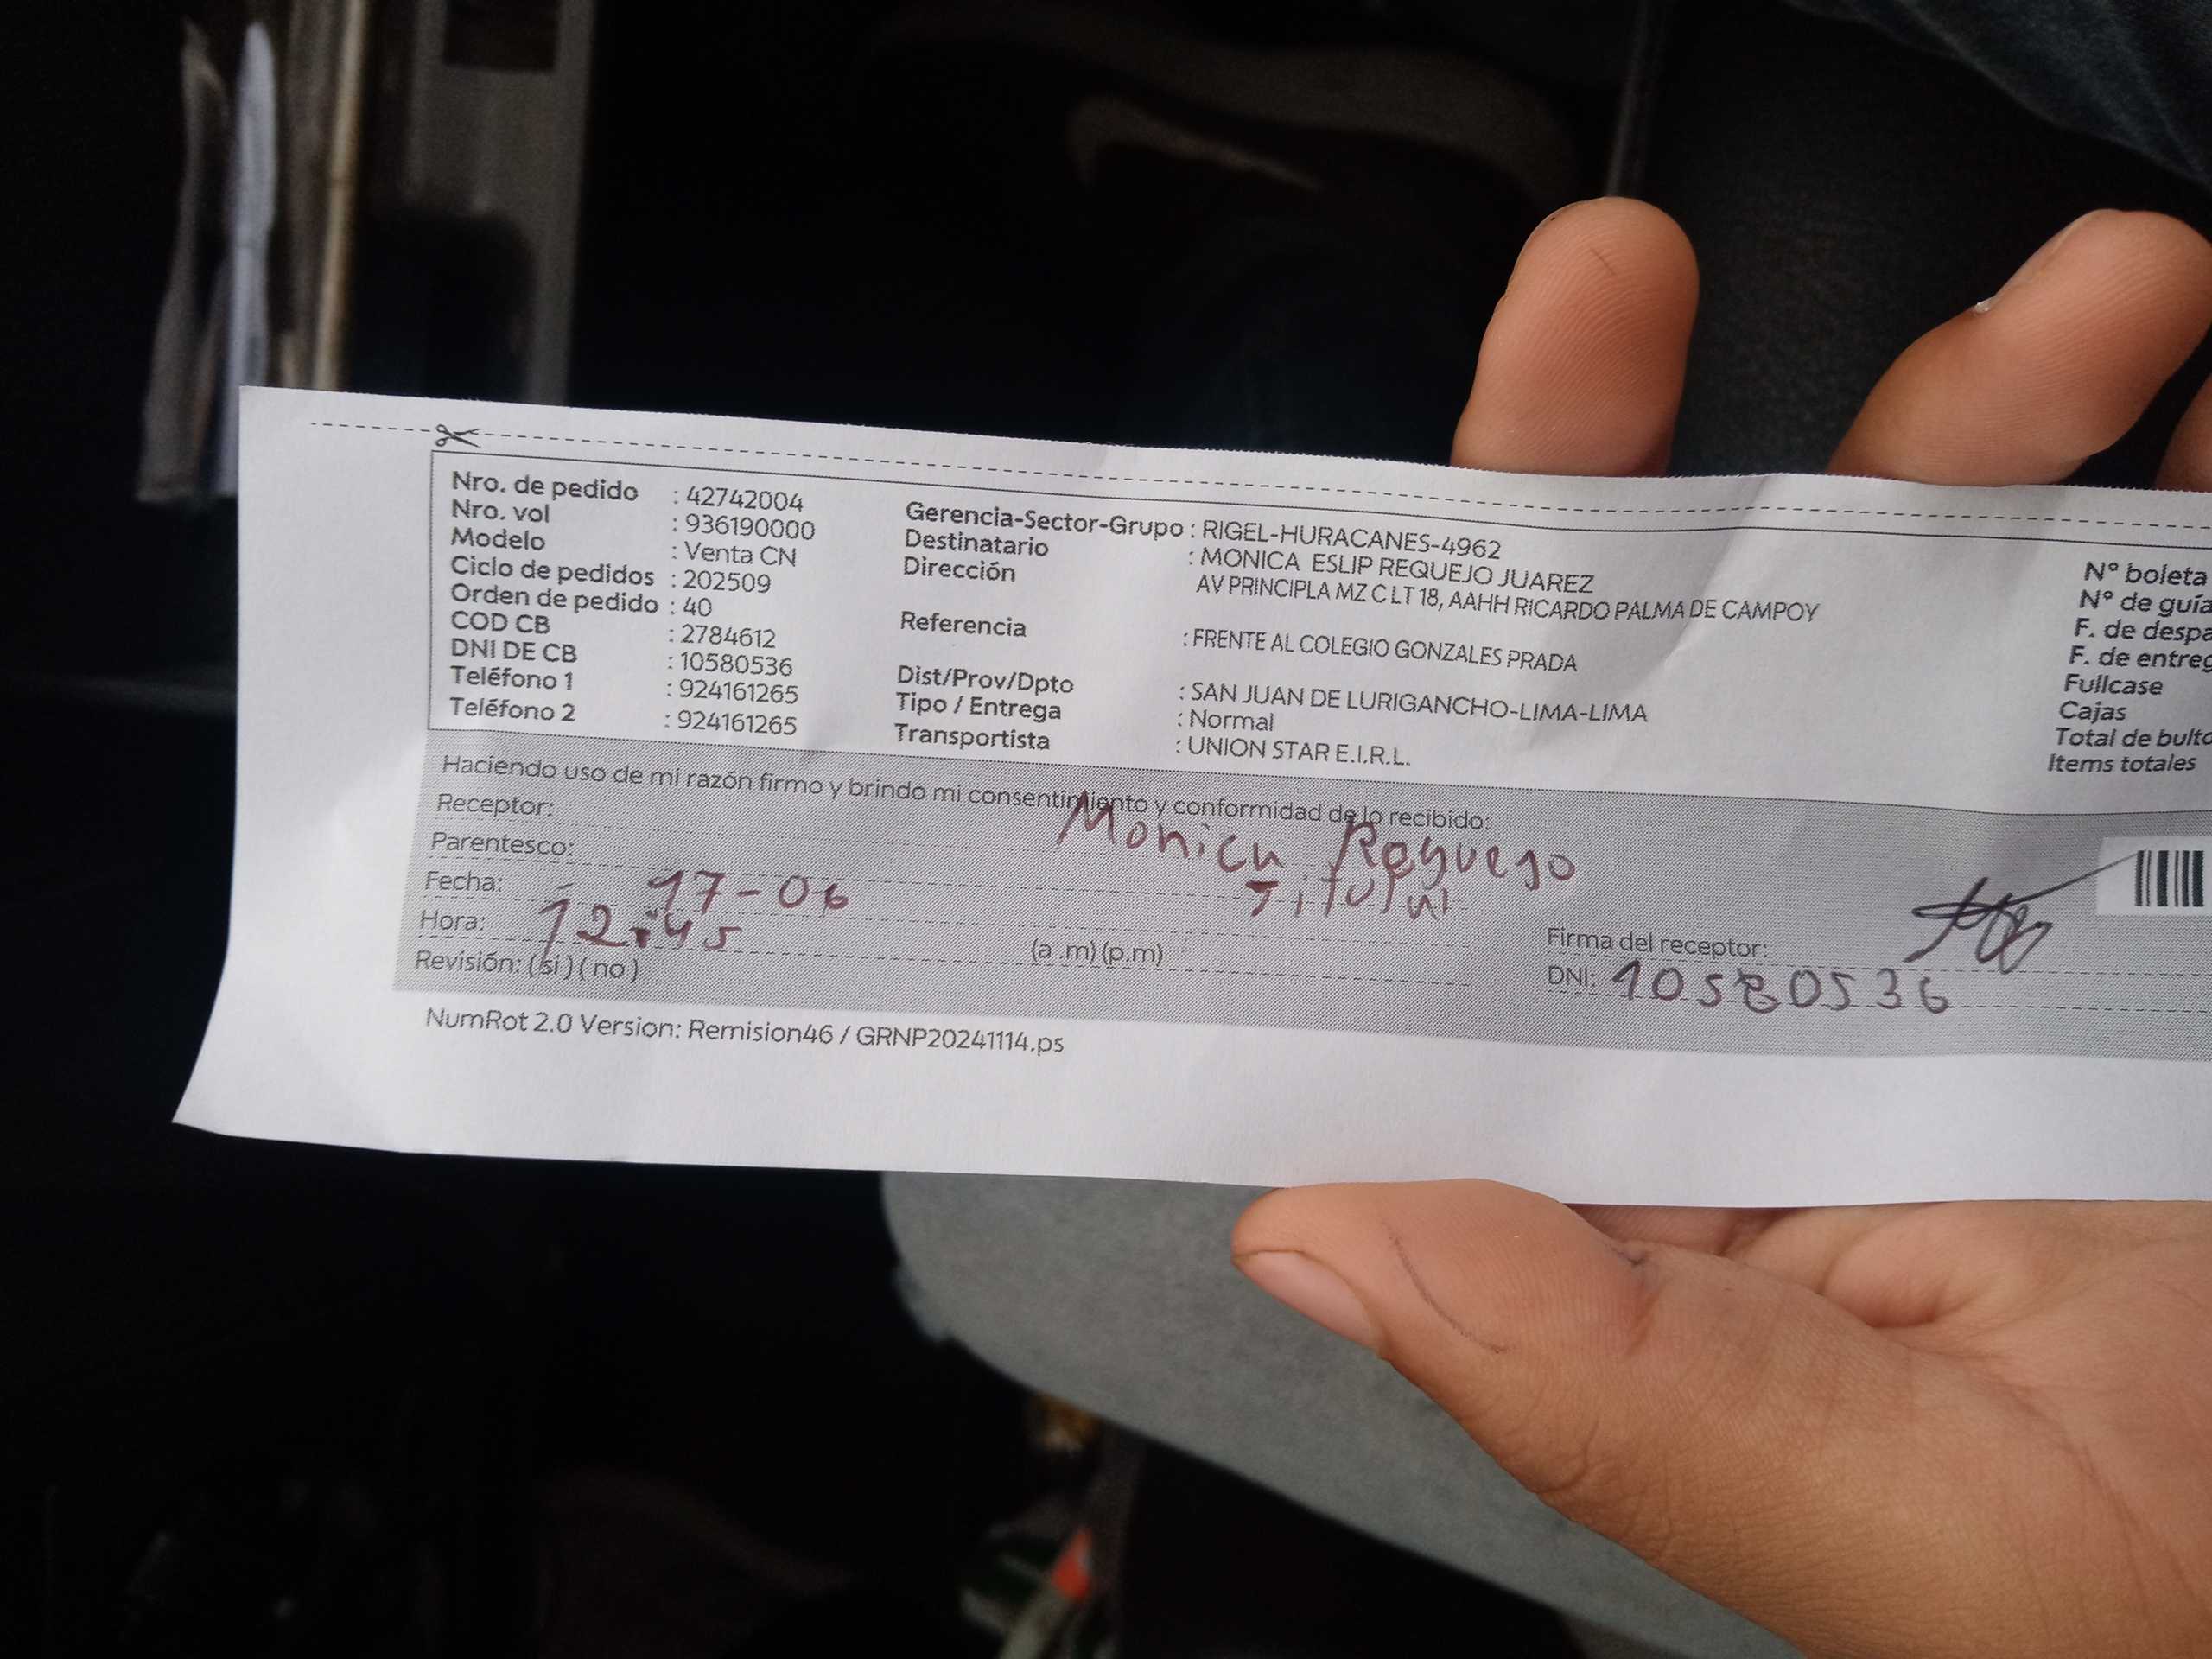 Nro. de pedido : 42742004
Nro. vol : 936190000
Modelo : Venta CN
Ciclo de pedidos : 202509
Orden de pedido : 40
COD CB : 2784612
DNI DE CB : 10580536
Teléfono 1 : 924161265
Teléfono 2 : 924161265
Gerencia-Sector-Grupo : RIGEL-HURACANES-4962
Destinatario : MONICA ESLIP REQUEJO JUAREZ
Dirección AV PRINCIPLA MZ C LT 18, AAHH RICARDO PALMA DE CAMPOY
Referencia : FRENTE AL COLEGIO GONZALES PRADA
Dist/Prov/Dpto : SAN JUAN DE LURIGANCHO-LIMA-LIMA
Tipo / Entrega : Normal
Transportista : UNION STAR E.I.R.L.
N° boleta
N° de guía
F. de despa
F. de entreg
Fullcase
Cajas
Total de bulto
Items totales
Haciendo uso de mi razón firmo y brindo mi consentimiento y conformidad de lo recibido:
Receptor: Monica Requejo
Parentesco: Titular
Fecha: 17-06
Hora: 12:45 (a .m) (p.m)
Revisión: (si) (no)
Firma del receptor:
DNI: 10580536
NumRot 2.0 Version: Remision46 / GRNP20241114.ps